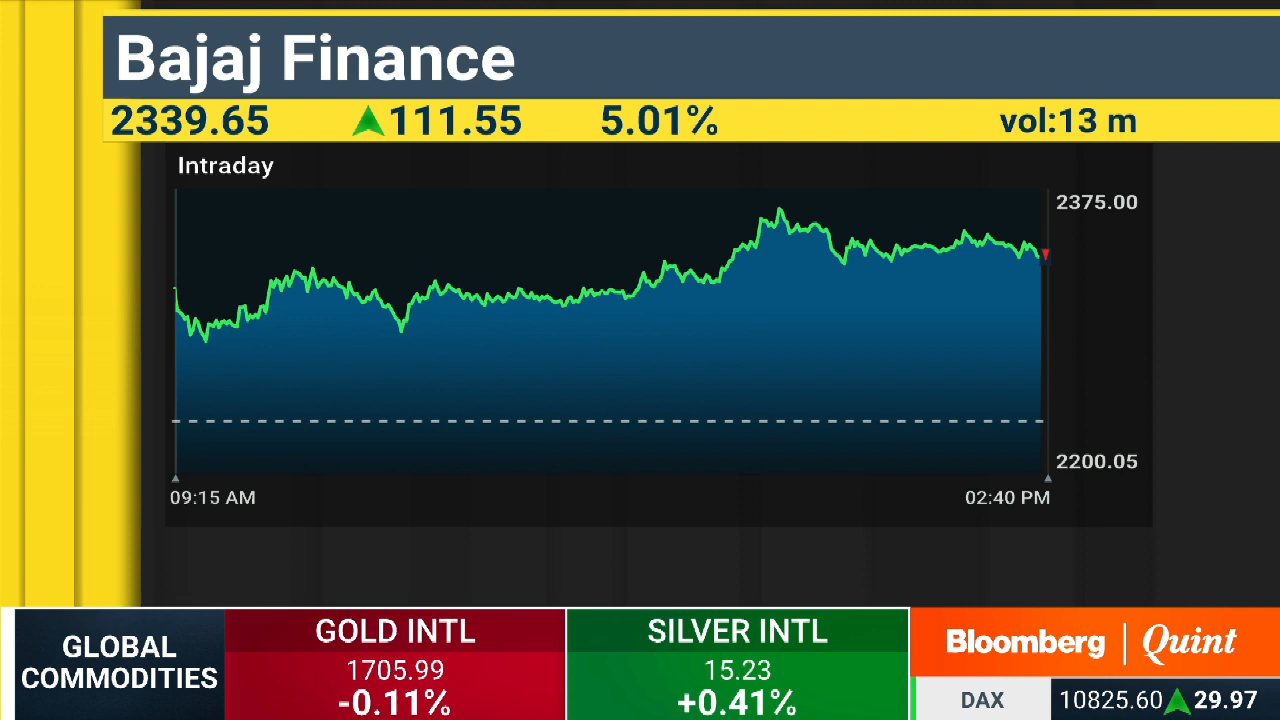 Bajaj Finance
2339.65 111.55 5.01% vol:13 m
Intraday
2375.00
2200.05
09:15 AM 02:40 PM
GLOBAL
COMMODITIES
GOLD INTL
1705.99
-0.11%
SILVER INTL
15.23
+0.41%
Bloomberg | Quint
DAX 10825.60 29.97